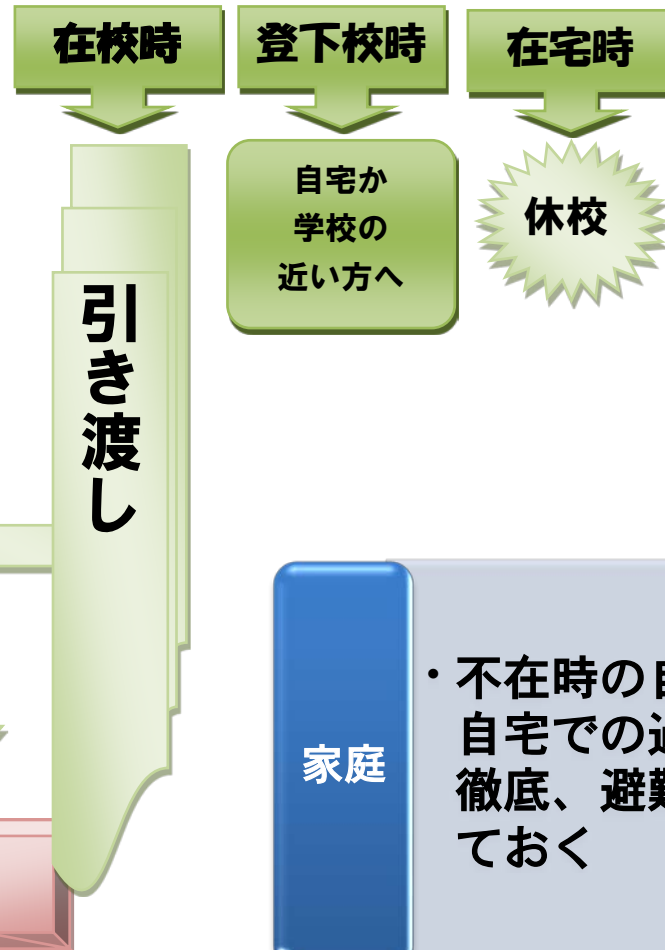 在校時
登下校時
在宅時
自宅か
学校の
近い方へ
休校
引き渡し
家庭
・不在時の
自宅での
徹底、避難
ておく